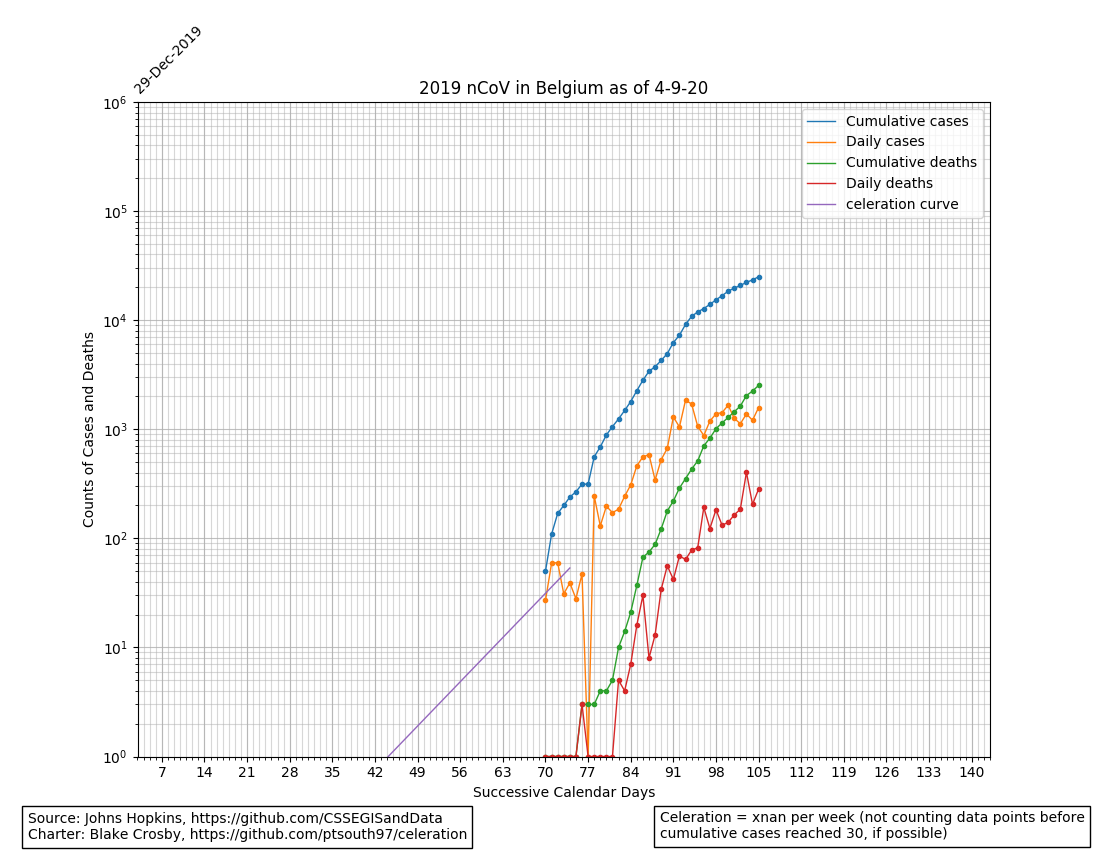 29-Dec-2019
2019 nCoV in Belgium as of 4-9-20
Cumulative cases
Daily cases
Cumulative deaths
Daily deaths
celeration curve
10^6
10^5
10^4
10^3
10^2
10^1
10^0
Counts of Cases and Deaths
7 14 21 28 35 42 49 56 63 70 77 84 91 98 105 112 119 126 133 140
Successive Calendar Days
Source: Johns Hopkins, https://github.com/CSSEGISandData
Charter: Blake Crosby, https://github.com/ptsouth97/celeration
Celeration = xnan per week (not counting data points before
cumulative cases reached 30, if possible)